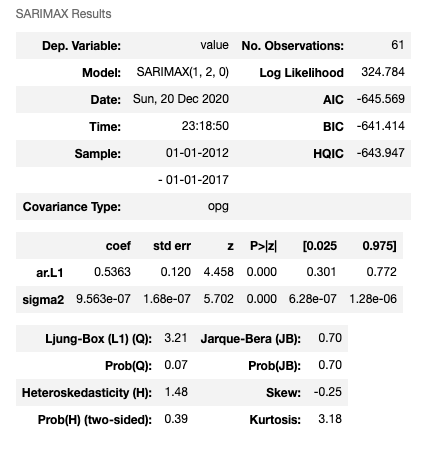 SARIMAX Results
Dep. Variable: value No. Observations: 61
Model: SARIMAX(1, 2, 0) Log Likelihood 324.784
Date: Sun, 20 Dec 2020 AIC -645.569
Time: 23:18:50 BIC -641.414
Sample: 01-01-2012 HQIC -643.947
- 01-01-2017
Covariance Type: opg
coef std err z P>|z| [0.025 0.975]
ar.L1 0.5363 0.120 4.458 0.000 0.301 0.772
sigma2 9.563e-07 1.68e-07 5.702 0.000 6.28e-07 1.28e-06
Ljung-Box (L1) (Q): 3.21 Jarque-Bera (JB): 0.70
Prob(Q): 0.07 Prob(JB): 0.70
Heteroskedasticity (H): 1.48 Skew: -0.25
Prob(H) (two-sided): 0.39 Kurtosis: 3.18